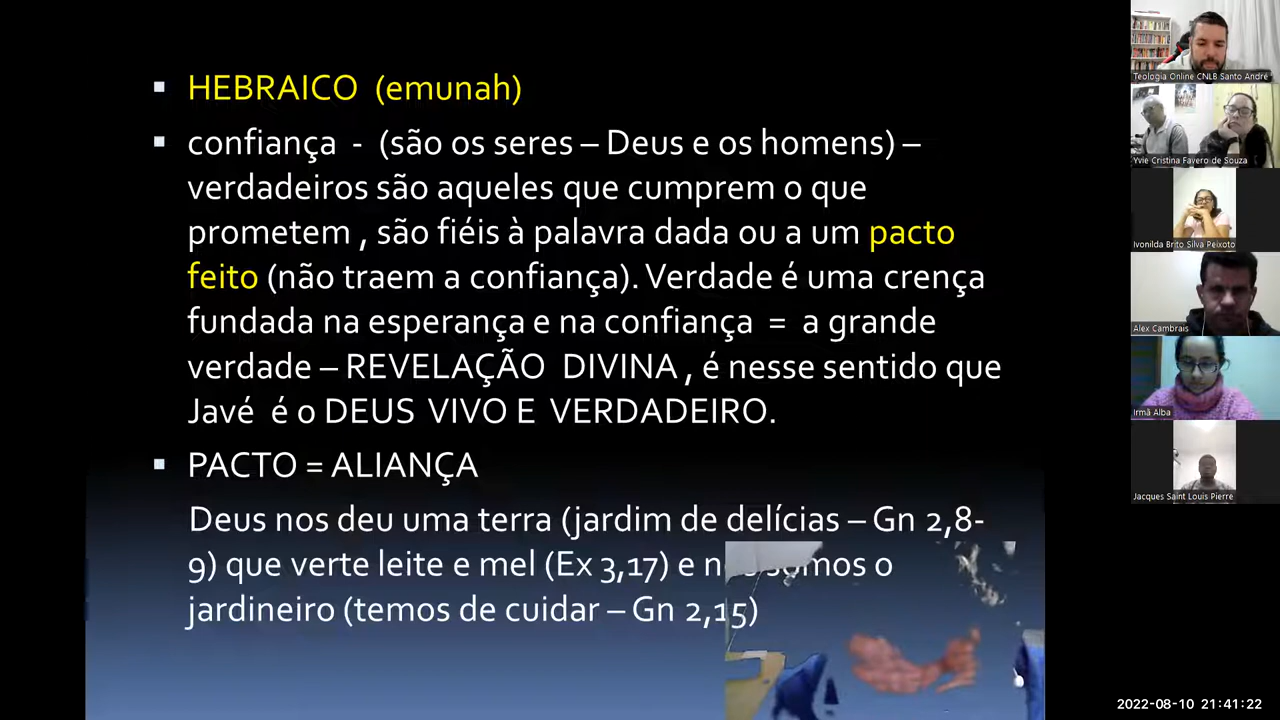 HEBRAICO (emunah)
confiança - (são os seres – Deus e os homens) –
verdadeiros são aqueles que cumprem o que
prometem , são fiéis à palavra dada ou a um pacto
feito (não traem a confiança). Verdade é uma crença
fundada na esperança e na confiança = a grande
verdade – REVELAÇÃO DIVINA , é nesse sentido que
Javé é o DEUS VIVO E VERDADEIRO.
PACTO = ALIANÇA
Deus nos deu uma terra (jardim de delícias – Gn 2,8-
9) que verte leite e mel (Ex 3,17) e nós somos o
jardineiro (temos de cuidar – Gn 2,15)
Teologia Online CNLB Santo André
Yvie Cristina Favero de Souza
Ivonilda Brito Silva Peixoto
Alex Cambrais
Irmã Alba
Jacques Saint Louis Pierre
2022-08-10 21:41:22